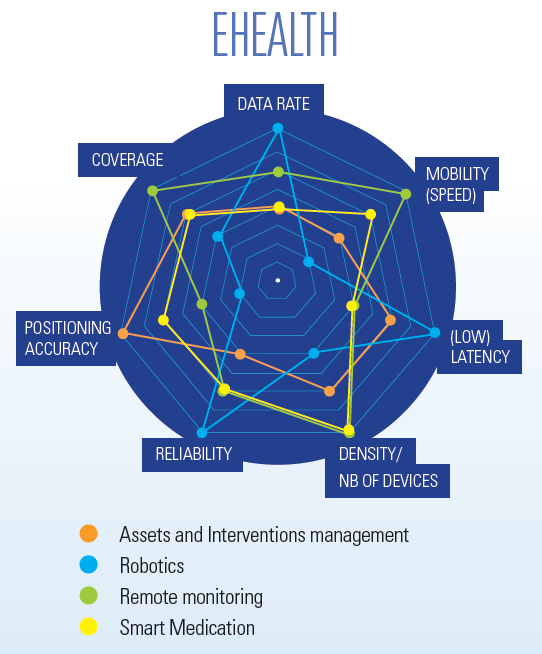 EHEALTH
DATA RATE
COVERAGE
MOBILITY
(SPEED)
POSITIONING
ACCURACY
(LOW)
LATENCY
RELIABILITY
DENSITY/
NB OF DEVICES
Assets and Interventions management
Robotics
Remote monitoring
Smart Medication